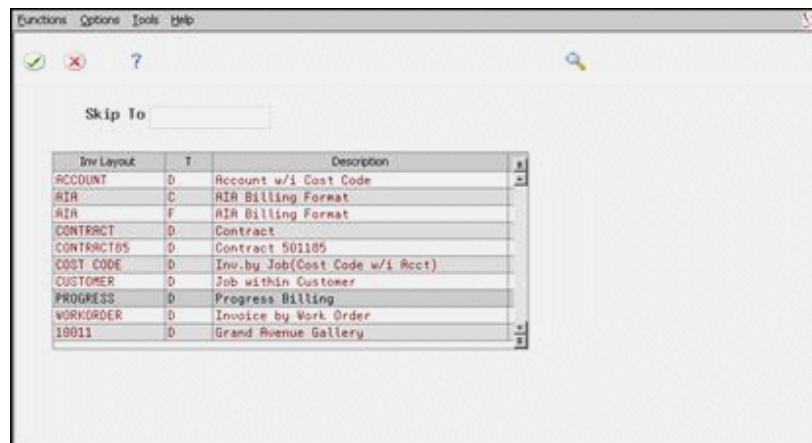 Functions Options Tools Help
?
Skip To
Inv Layout T Description
ACCOUNT D Account w/i Cost Code
AIA C AIA Billing Format
AIA F AIA Billing Format
CONTRACT D Contract
CONTRACT85 D Contract 501185
COST CODE D Inv.by Job(Cost Code w/i Acct)
CUSTOMER D Job within Customer
PROGRESS D Progress Billing
WORKORDER D Invoice by Work Order
10011 D Grand Avenue Gallery